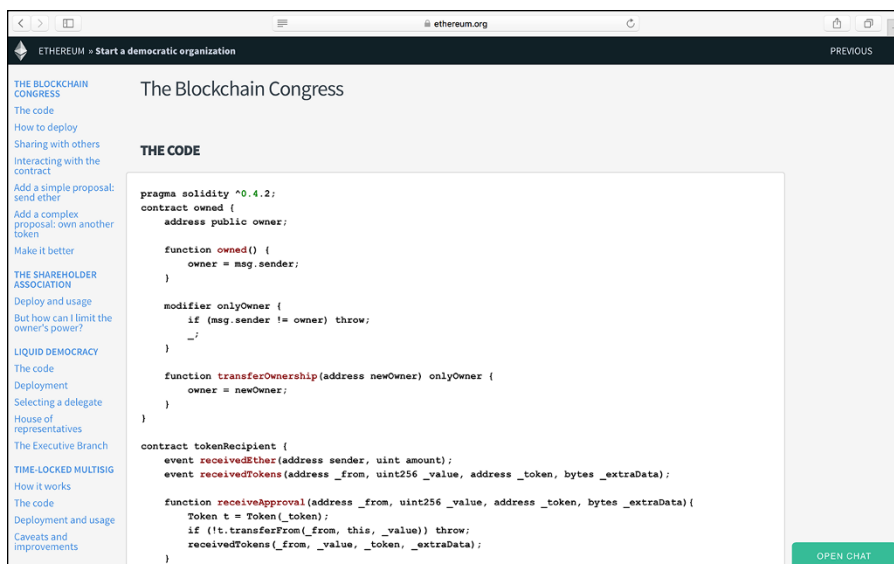 ethereum.org
ETHEREUM » Start a democratic organization
PREVIOUS
THE BLOCKCHAIN
CONGRESS
The code
How to deploy
Sharing with others
Interacting with the
contract
Add a simple proposal:
send ether
Add a complex
proposal: own another
token
Make it better
THE SHAREHOLDER
ASSOCIATION
Deploy and usage
But how can I limit the
owner's power?
LIQUID DEMOCRACY
The code
Deployment
Selecting a delegate
House of
representatives
The Executive Branch
TIME-LOCKED MULTISIG
How it works
The code
Deployment and usage
Caveats and
improvements
The Blockchain Congress
THE CODE
pragma solidity ^0.4.2;
contract owned {
    address public owner;
    function owned() {
        owner = msg.sender;
    }
    modifier onlyOwner {
        if (msg.sender != owner) throw;
        _;
    }
    function transferOwnership(address newOwner) onlyOwner {
        owner = newOwner;
    }
}
contract tokenRecipient {
    event receivedEther(address sender, uint amount);
    event receivedTokens(address _from, uint256 _value, address _token, bytes _extraData);
    function receiveApproval(address _from, uint256 _value, address _token, bytes _extraData){
        Token t = Token(_token);
        if (!t.transferFrom(_from, this, _value)) throw;
        receivedTokens(_from, _value, _token, _extraData);
    }
OPEN CHAT